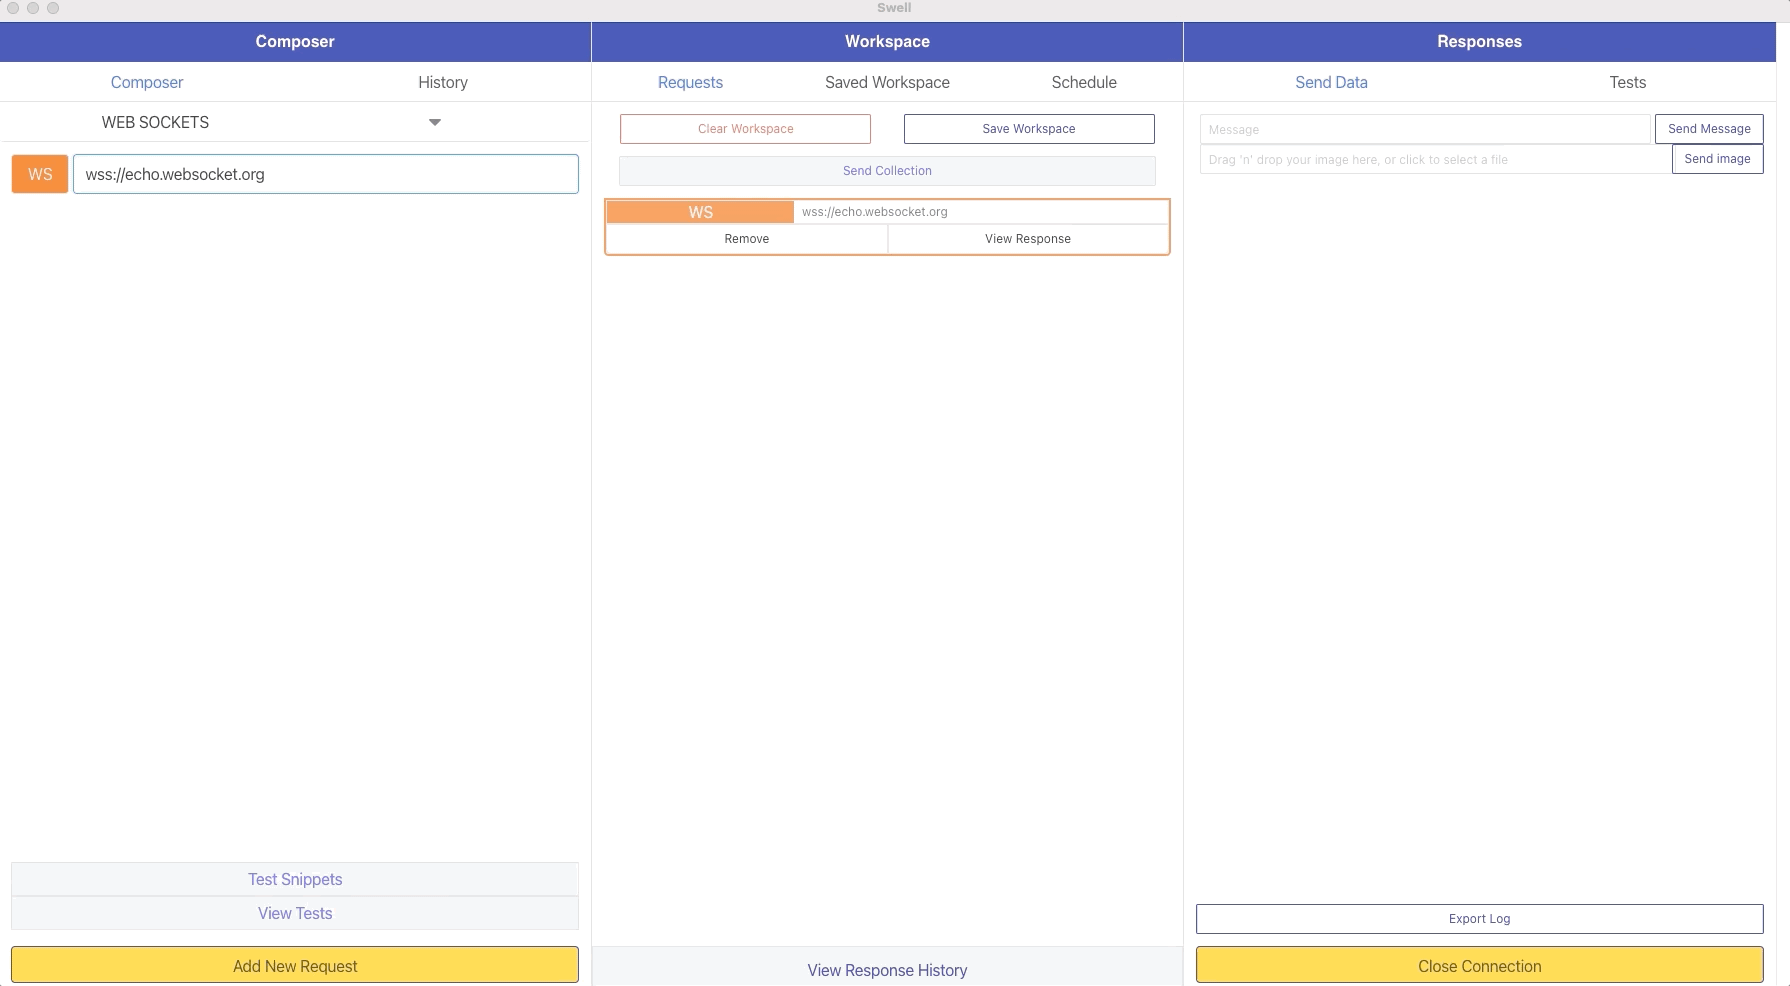 Swell
Composer
Composer History
WEB SOCKETS
WS wss://echo.websocket.org
Test Snippets
View Tests
Add New Request
Workspace
Requests Saved Workspace Schedule
Clear Workspace Save Workspace
Send Collection
WS wss://echo.websocket.org
Remove View Response
View Response History
Responses
Send Data Tests
Message Send Message
Drag 'n' drop your image here, or click to select a file Send image
Export Log
Close Connection